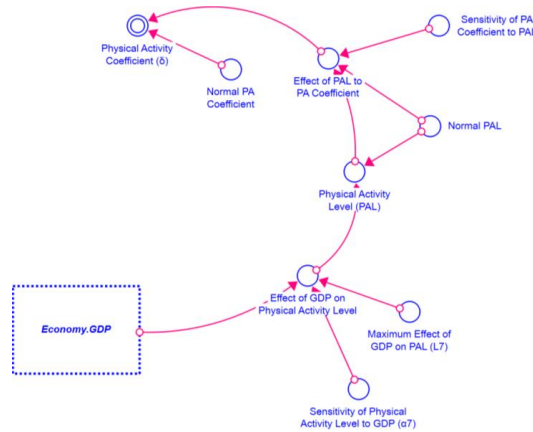 Physical Activity
Coefficient (δ)
Sensitivity of PA
Coefficient to PAL
Effect of PAL to
PA Coefficient
Normal PA
Coefficient
Normal PAL
Physical Activity
Level (PAL)
Effect of GDP on
Physical Activity Level
Economy.GDP
Maximum Effect of
GDP on PAL (L7)
Sensitivity of Physical
Activity Level to GDP (α7)